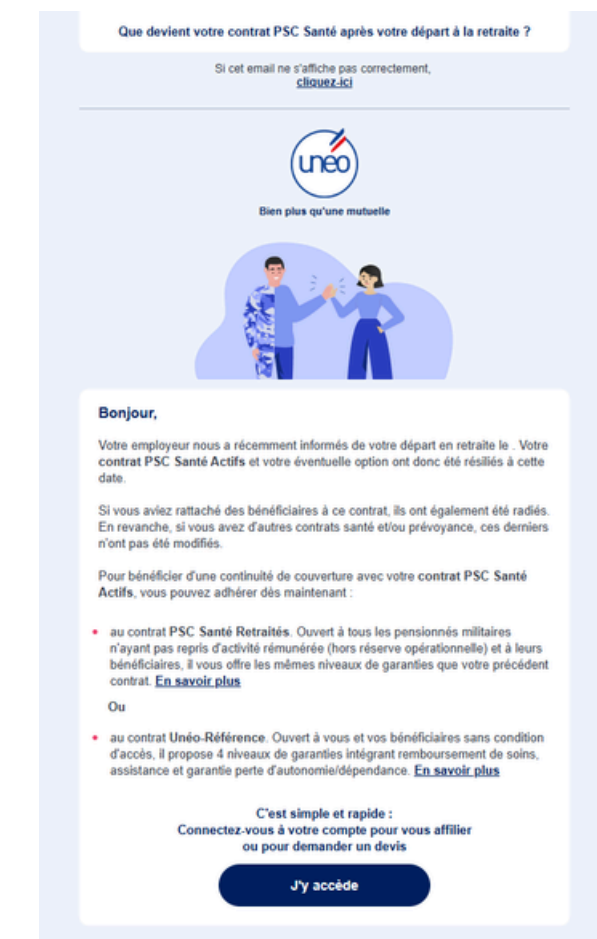 Que devient votre contrat PSC Santé après votre départ à la retraite ?
Si cet email ne s'affiche pas correctement,
cliquez-ici
unéo
Bien plus qu'une mutuelle
Bonjour,
Votre employeur nous a récemment informés de votre départ en retraite le . Votre
contrat PSC Santé Actifs et votre éventuelle option ont donc été résiliés à cette
date.
Si vous aviez rattaché des bénéficiaires à ce contrat, ils ont également été radiés.
En revanche, si vous avez d'autres contrats santé et/ou prévoyance, ces derniers
n'ont pas été modifiés.
Pour bénéficier d'une continuité de couverture avec votre contrat PSC Santé
Actifs, vous pouvez adhérer dès maintenant :
• au contrat PSC Santé Retraités. Ouvert à tous les pensionnés militaires
n'ayant pas repris d'activité rémunérée (hors réserve opérationnelle) et à leurs
bénéficiaires, il vous offre les mêmes niveaux de garanties que votre précédent
contrat. En savoir plus
Ou
• au contrat Unéo-Référence. Ouvert à vous et vos bénéficiaires sans condition
d'accès, il propose 4 niveaux de garanties intégrant remboursement de soins,
assistance et garantie perte d'autonomie/dépendance. En savoir plus
C'est simple et rapide :
Connectez-vous à votre compte pour vous affilier
ou pour demander un devis
J'y accède